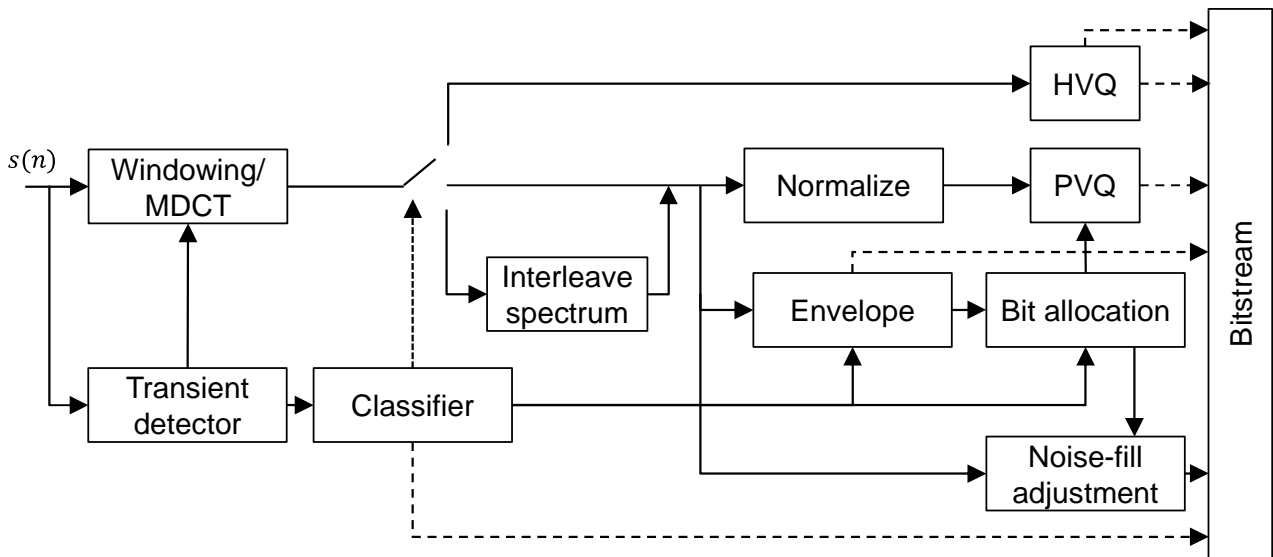 HVQ
s(n)
Windowing/
MDCT
Normalize
PVQ
Interleave
spectrum
Envelope
Bit allocation
Bitstream
Transient
detector
Classifier
Noise-fill
adjustment